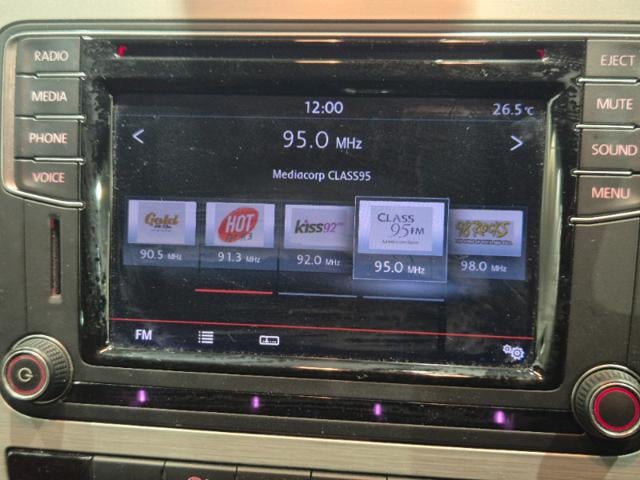 RADIO
MEDIA
PHONE
VOICE
EJECT
MUTE
SOUND
MENU
12:00
26.5°C
95.0 MHz
Mediacorp CLASS95
Gold
HOT
Kiss92
CLASS
95FM
98 ROCKS
90.5 MHz
91.3 MHz
92.0 MHz
95.0 MHz
98.0 MHz
FM